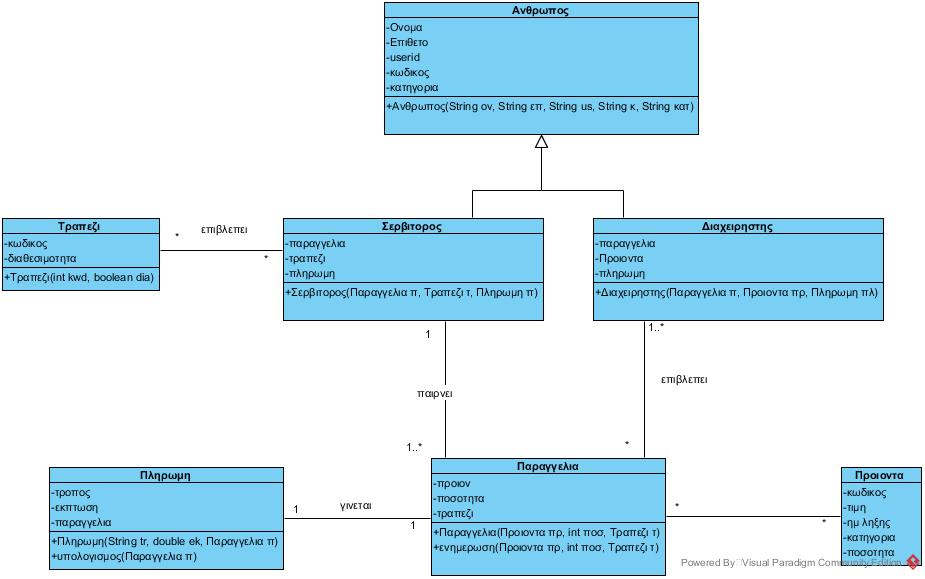 Ανθρωπος
-Ονομα
-Επιθετο
-userid
-κωδικος
-κατηγορια
+Ανθρωπος(String ον, String επ, String us, String κ, String κατ)
Τραπεζι
-κωδικος
-διαθεσιμοτητα
+Τραπεζι(int kwd, boolean dia)
*
επιβλεπει
*
Σερβιτορος
-παραγγελια
-τραπεζι
-πληρωμη
+Σερβιτορος(Παραγγελια π, Τραπεζι τ, Πληρωμη π)
Διαχειρηστης
-παραγγελια
-Προιοντα
-πληρωμη
+Διαχειρηστης(Παραγγελια π, Προιοντα πρ, Πληρωμη πλ)
1
παιρνει
1..*
1..*
επιβλεπει
*
Πληρωμη
-τροπος
-εκπτωση
-παραγγελια
+Πληρωμη(String tr, double ek, Παραγγελια π)
+υπολογισμος(Παραγγελια π)
1
γινεται
1
Παραγγελια
-προιον
-ποσοτητα
-τραπεζι
+Παραγγελια(Προιοντα πρ, int ποσ, Τραπεζι τ)
+ενημερωση(Προιοντα πρ, int ποσ, Τραπεζι τ)
*
*
Προιοντα
-κωδικος
-τιμη
-ημ ληξης
-κατηγορια
-ποσοτητα
Powered By Visual Paradigm Community Edition